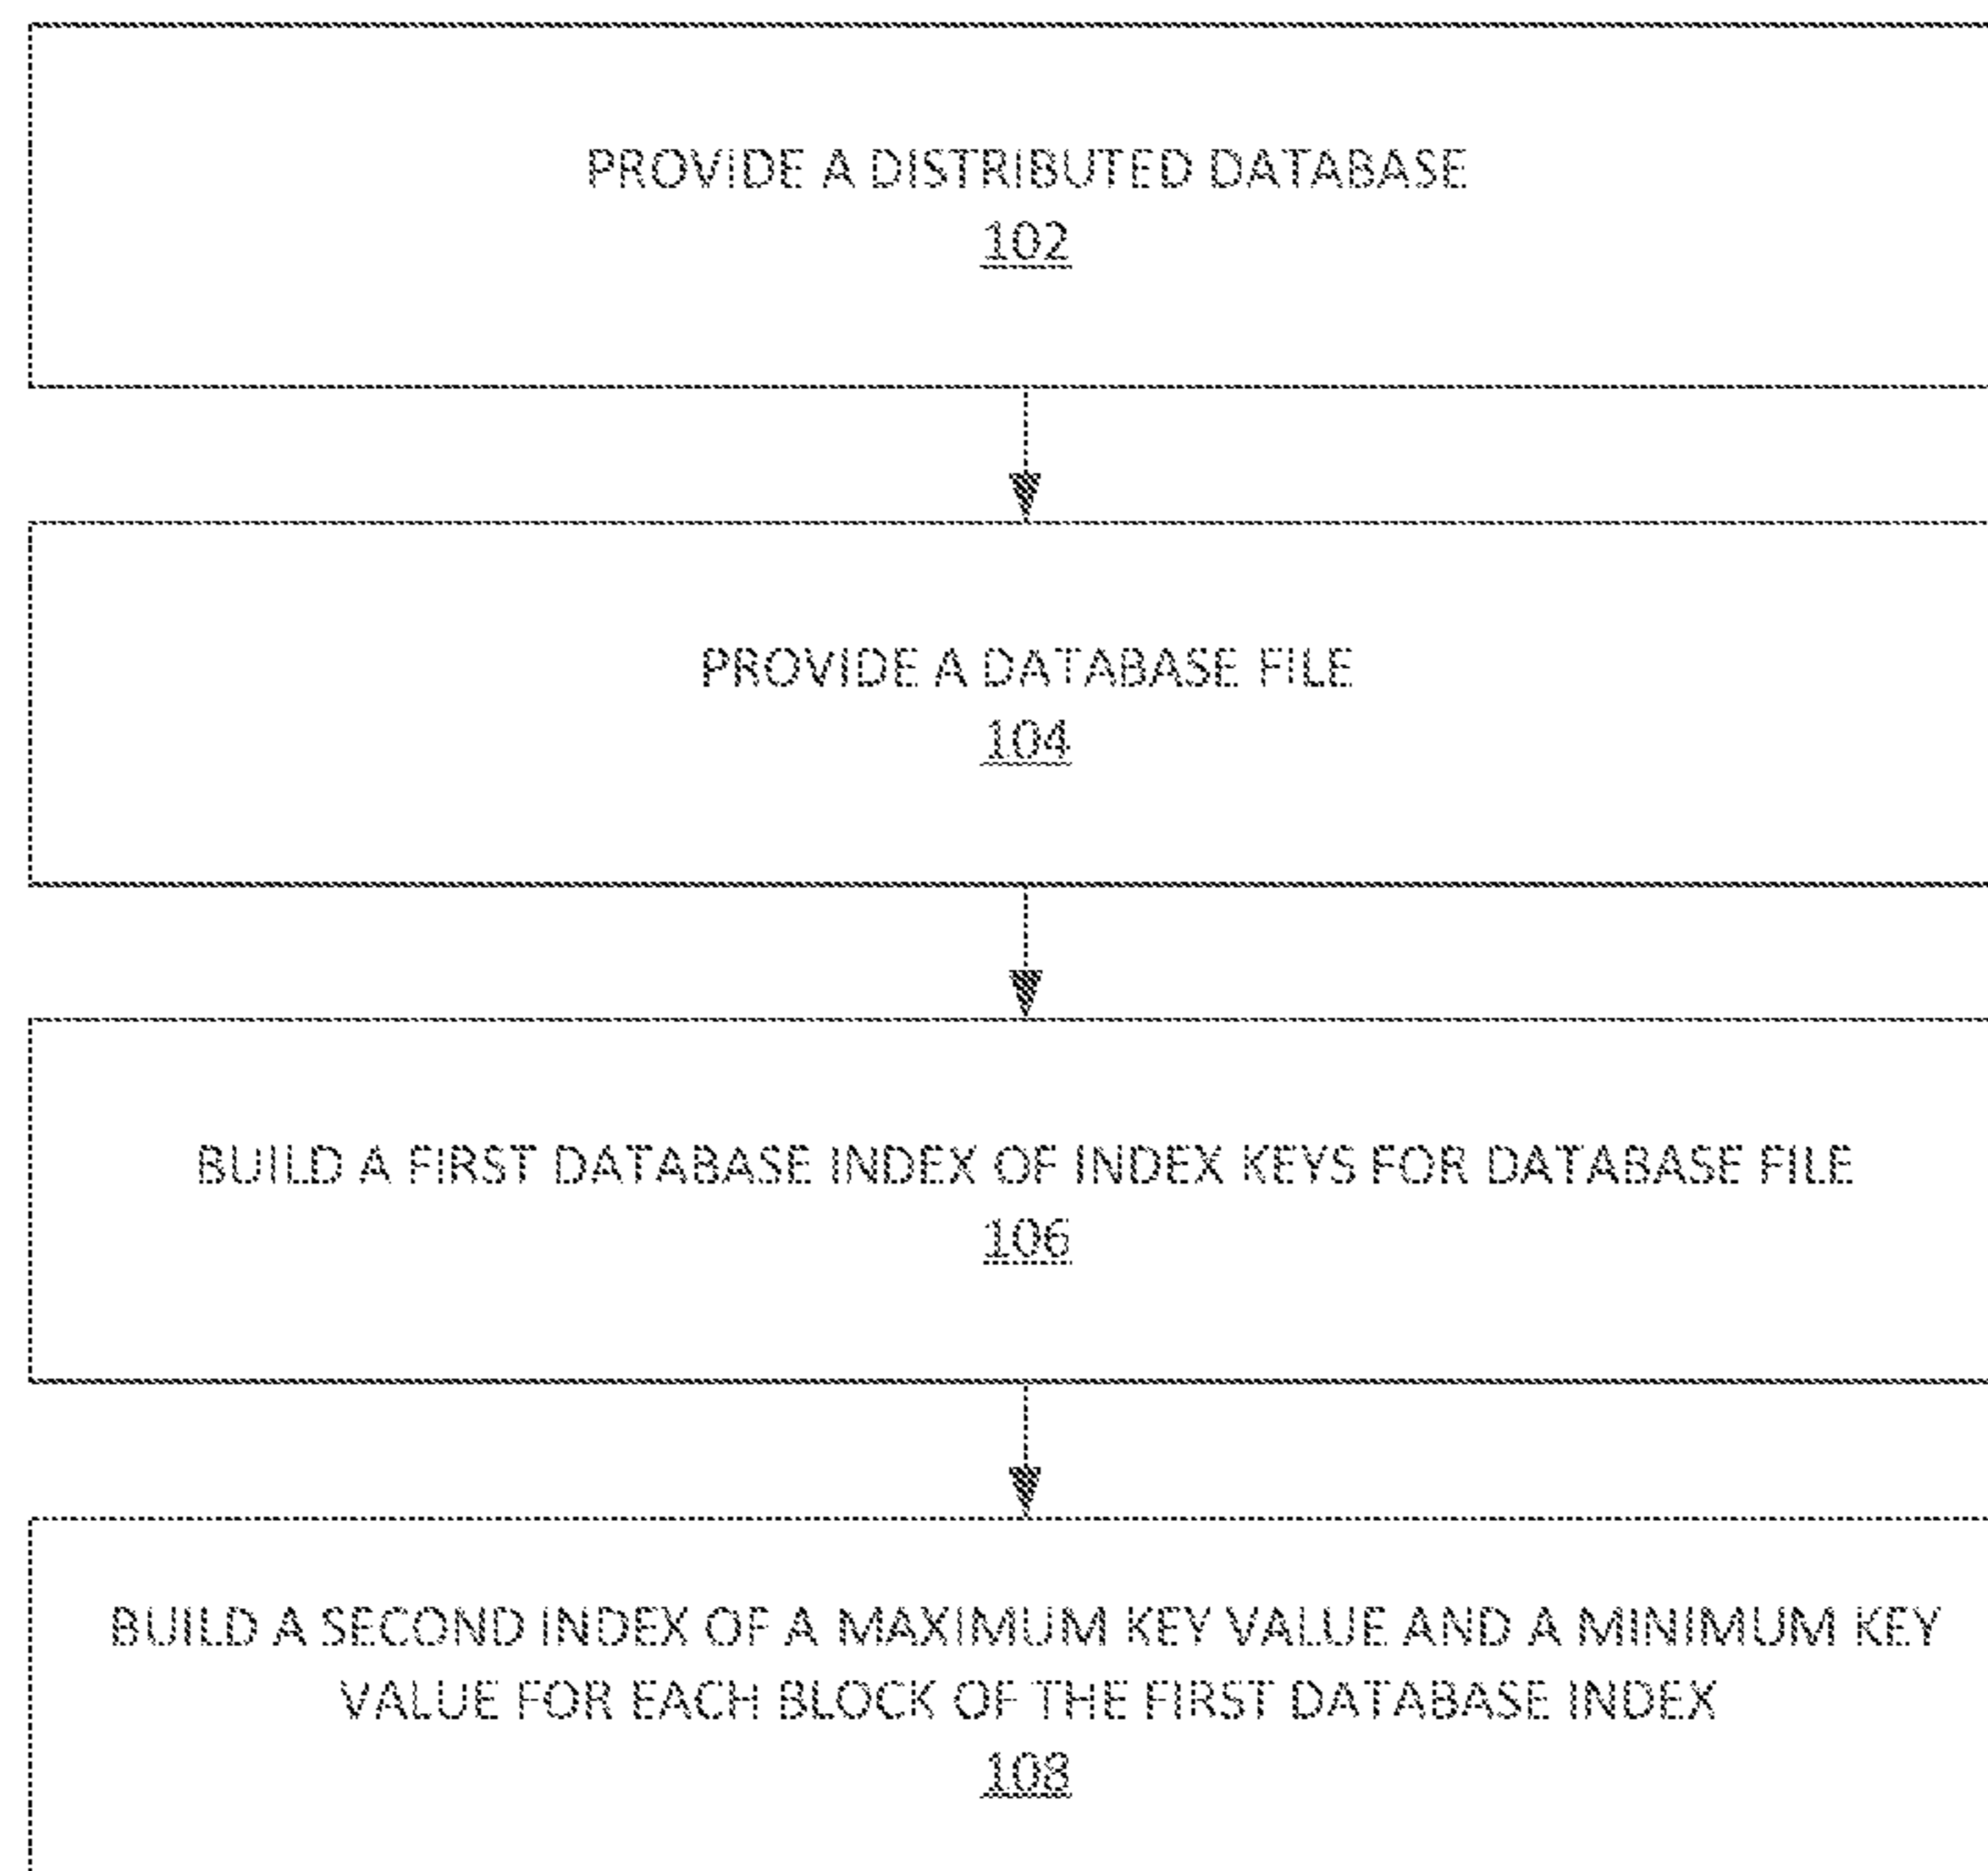 PROVIDE A DISTRIBUTED DATABASE
102
PROVIDE A DATABASE FILE
104
BUILD A FIRST DATABASE INDEX OF INDEX KEYS FOR DATABASE FILE
106
BUILD A SECOND INDEX OF A MAXIMUM KEY VALUE AND A MINIMUM KEY
VALUE FOR EACH BLOCK OF THE FIRST DATABASE INDEX
108